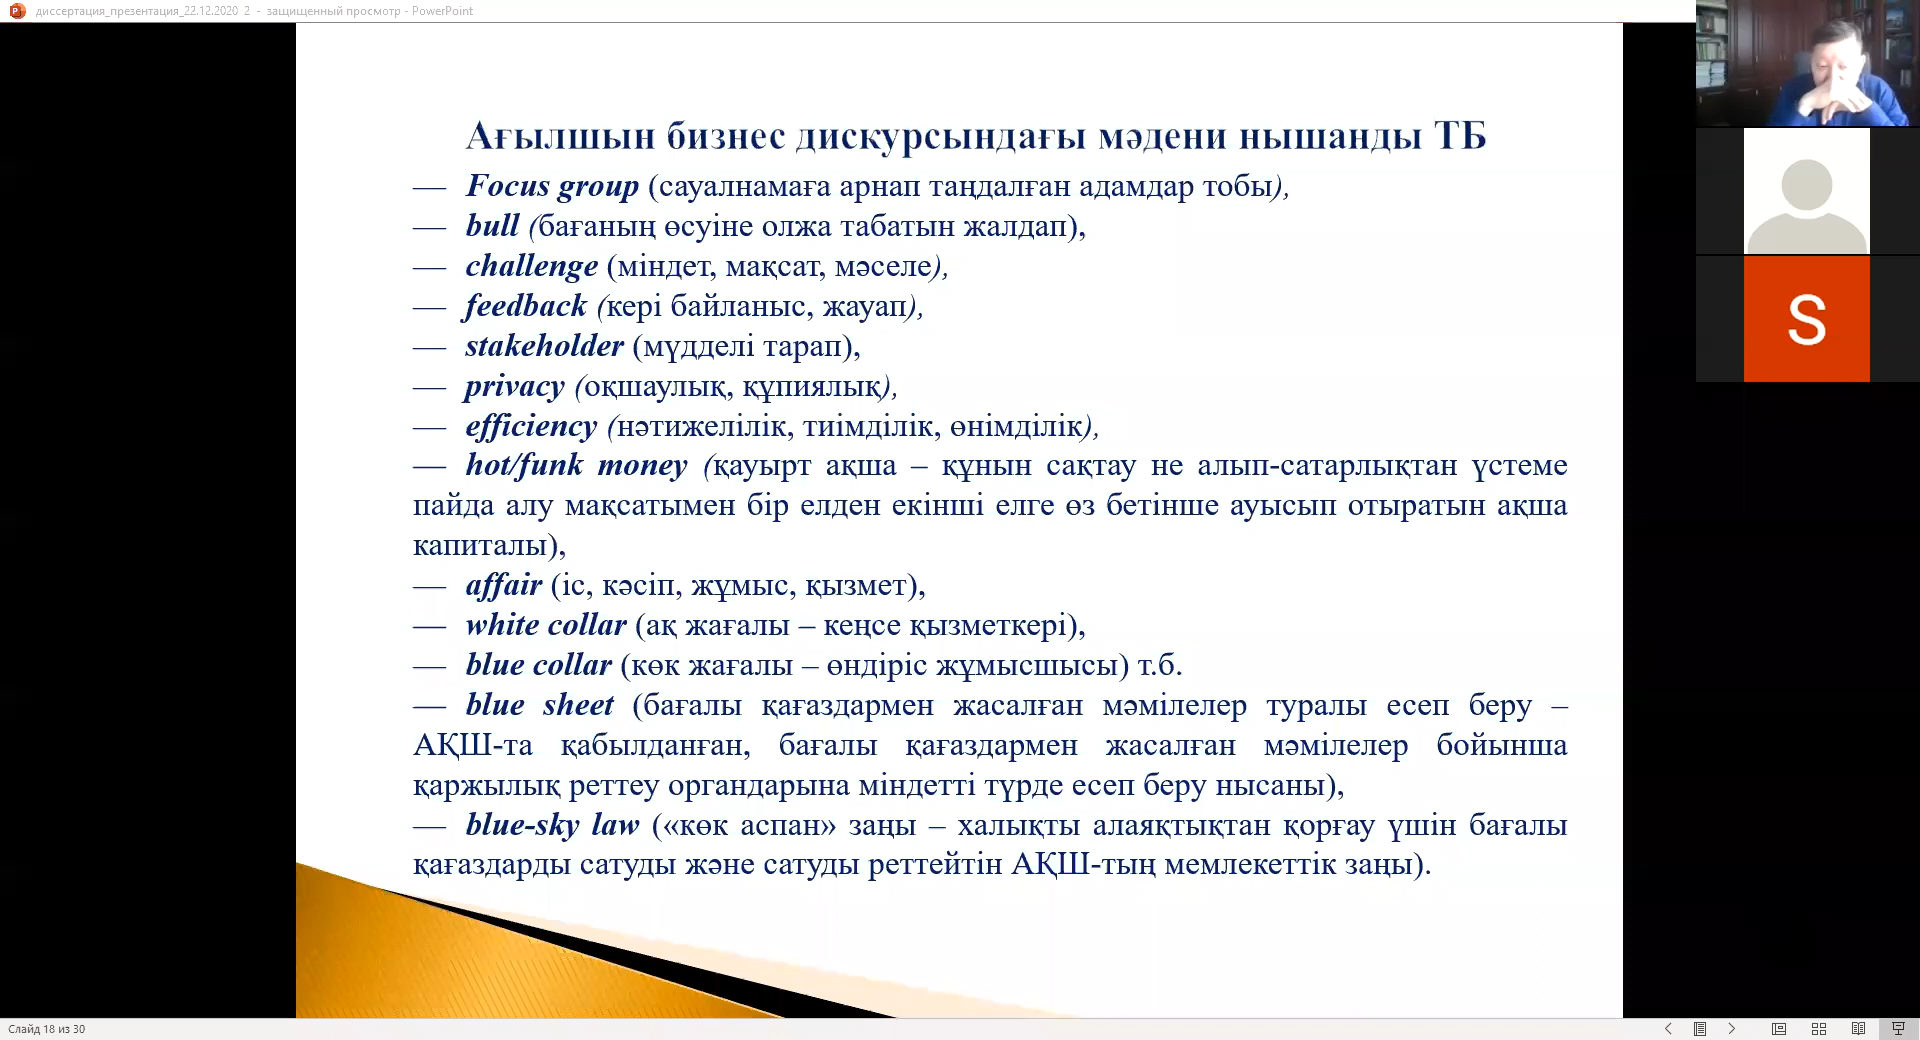 диссертация_презентация_22.12.2020 2 - защищенный просмотр - PowerPoint
Ағылшын бизнес дискурсындағы мәдени нышанды ТБ
— Focus group (сауалнамаға арнап таңдалған адамдар тобы),
— bull (бағаның өсуіне олжа табатын жалдап),
— challenge (міндет, мақсат, мәселе),
— feedback (кері байланыс, жауап),
— stakeholder (мүдделі тарап),
— privacy (оқшаулық, құпиялық),
— efficiency (нәтижелілік, тиімділік, өнімділік),
— hot/funk money (қауырт ақша – құнын сақтау не алып-сатарлықтан үстеме
пайда алу мақсатымен бір елден екінші елге өз бетінше ауысып отыратын ақша
капиталы),
— affair (іс, кәсіп, жұмыс, қызмет),
— white collar (ақ жағалы – кеңсе қызметкері),
— blue collar (көк жағалы – өндіріс жұмысшысы) т.б.
— blue sheet (бағалы қағаздармен жасалған мәмілелер туралы есеп беру –
АҚШ-та қабылданған, бағалы қағаздармен жасалған мәмілелер бойынша
қаржылық реттеу органдарына міндетті түрде есеп беру нысаны),
— blue-sky law («көк аспан» заңы – халықты алаяқтықтан қорғау үшін бағалы
қағаздарды сатуды және сатуды реттейтін АҚШ-тың мемлекеттік заңы).
S
Слайд 18 из 30